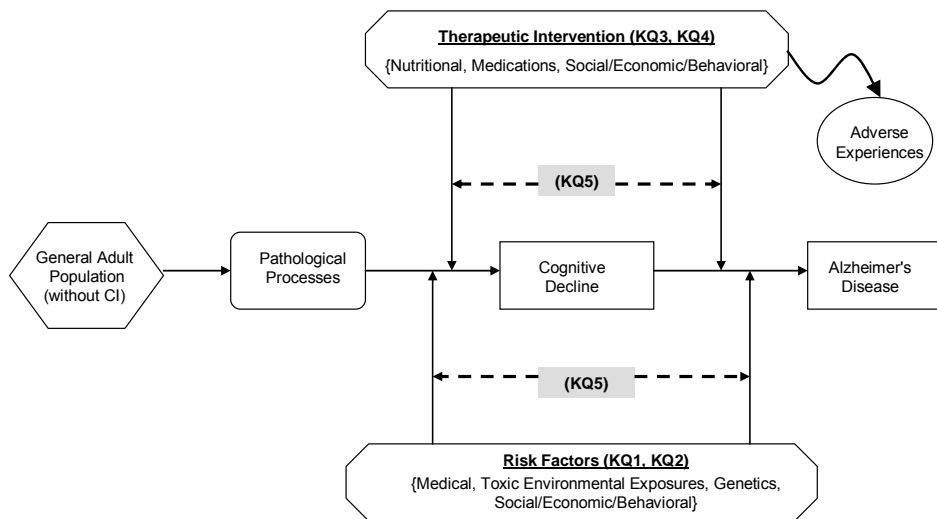 Therapeutic Intervention (KQ3, KQ4)
{Nutritional, Medications, Social/Economic/Behavioral}
Adverse
Experiences
(KQ5)
General Adult
Population
(without CI)
Pathological
Processes
Cognitive
Decline
Alzheimer's
Disease
(KQ5)
Risk Factors (KQ1, KQ2)
{Medical, Toxic Environmental Exposures, Genetics,
Social/Economic/Behavioral}